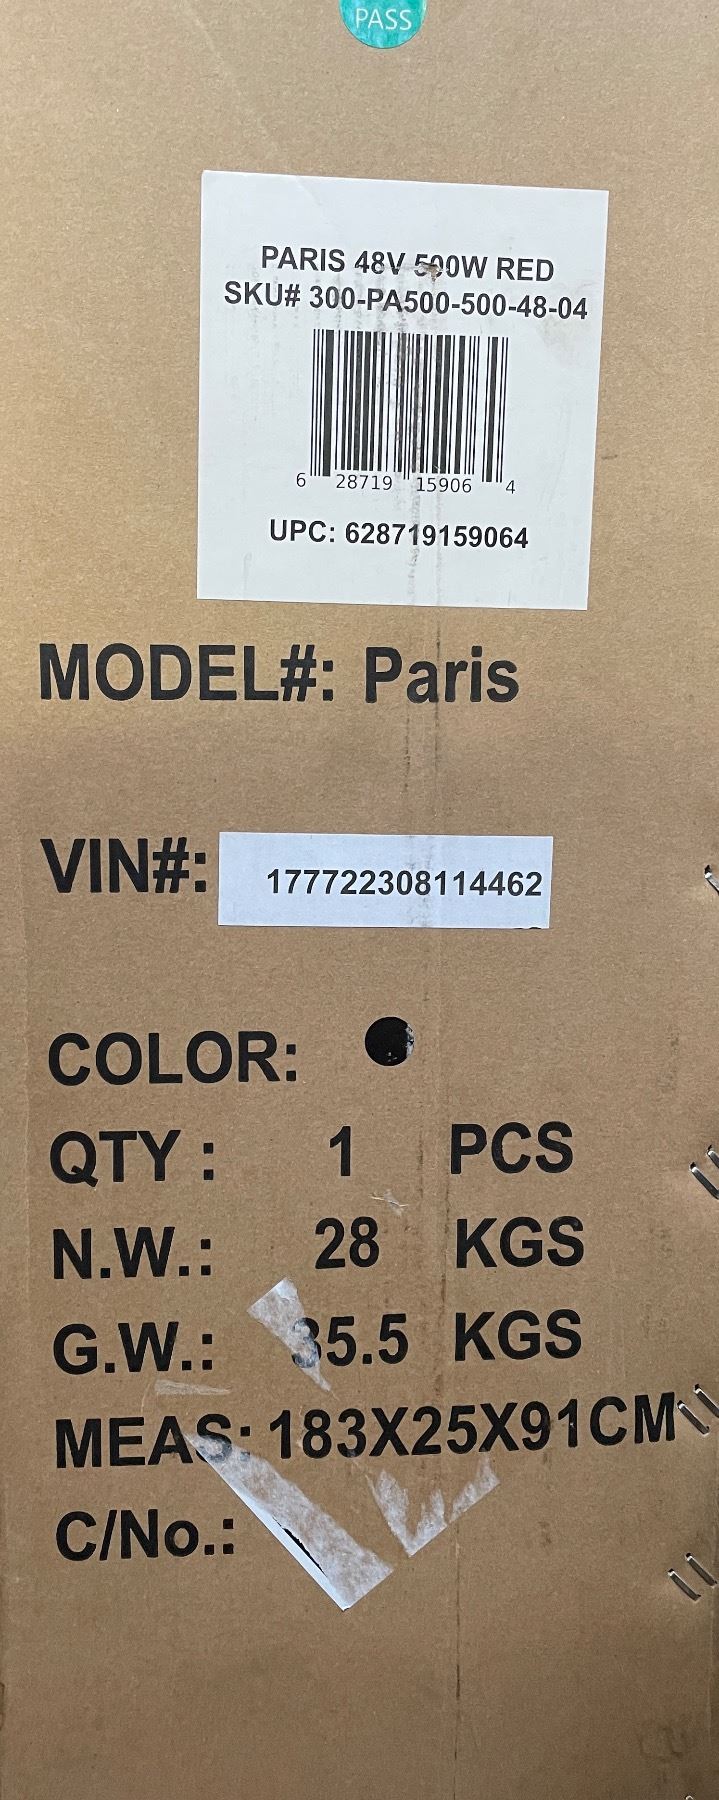 PASS
PARIS 48V 500W RED
SKU# 300-PA500-500-48-04
6 28719 15906 4
UPC: 628719159064
MODEL#: Paris
VIN#: 177722308114462
COLOR:
QTY : 1 PCS
N.W.: 28 KGS
G.W.: 35.5 KGS
MEAS: 183X25X91CM
C/No.: